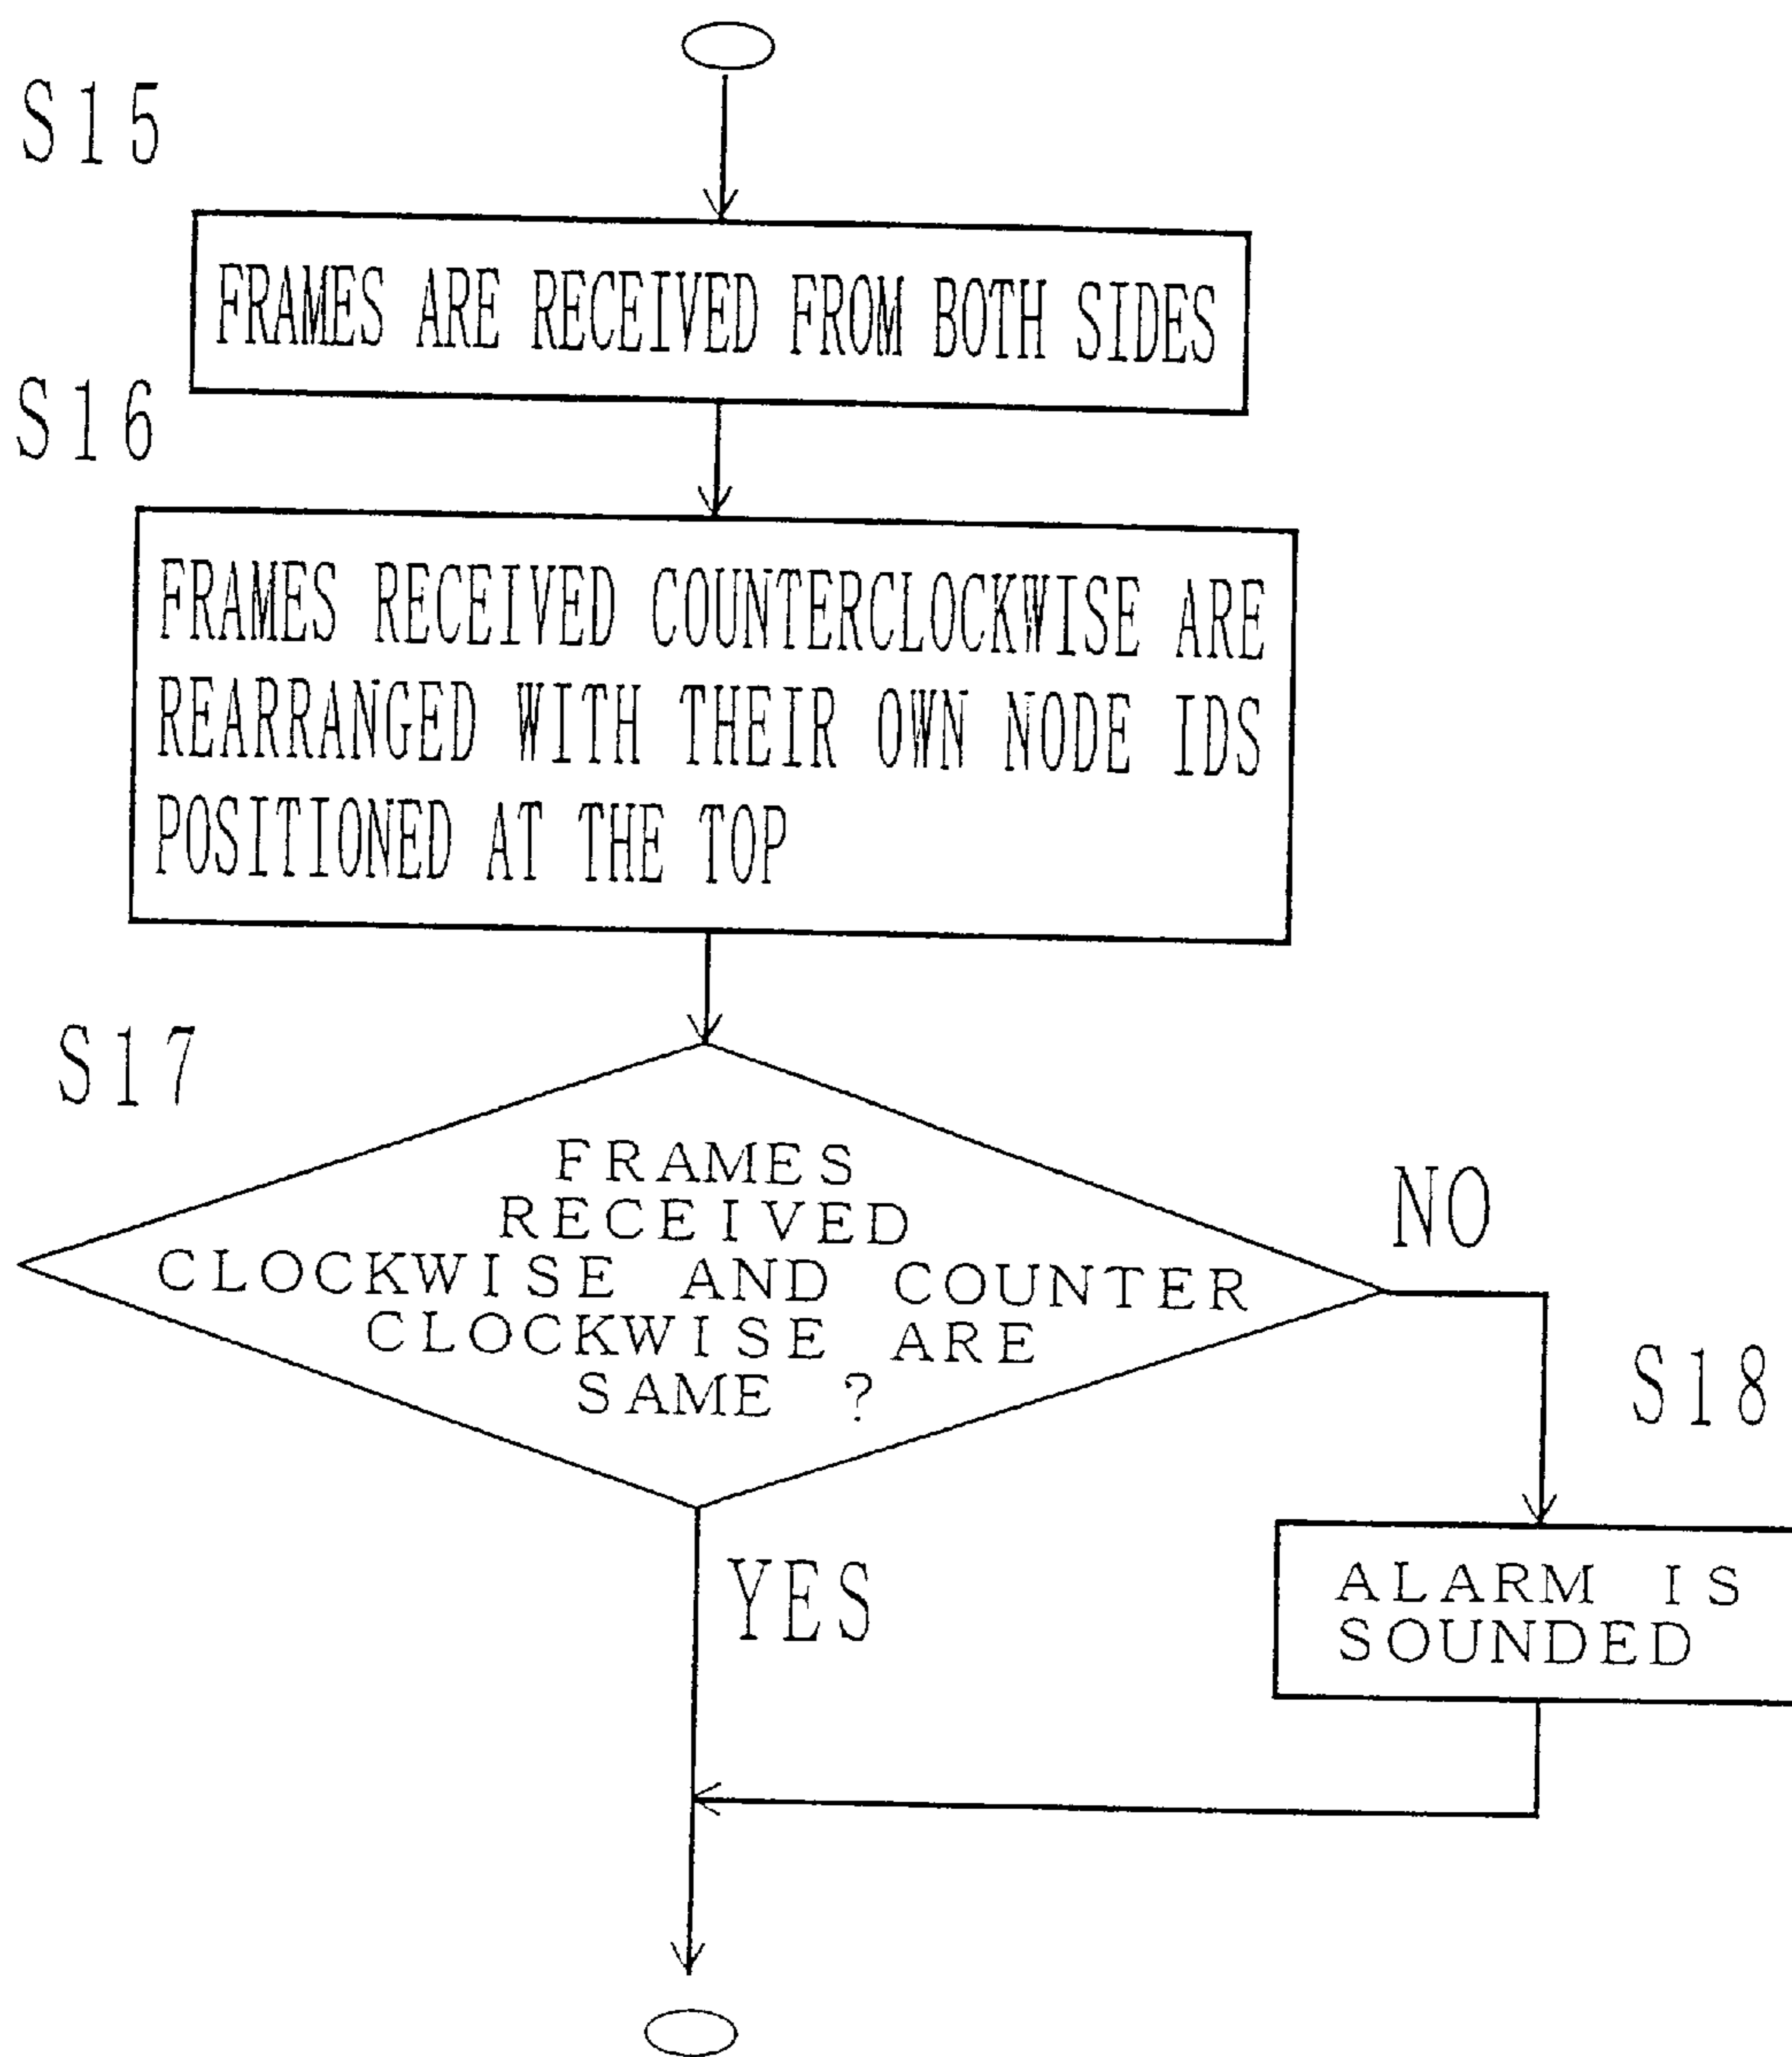 S15
FRAMES ARE RECEIVED FROM BOTH SIDES
S16
FRAMES RECEIVED COUNTERCLOCKWISE ARE
REARRANGED WITH THEIR OWN NODE IDS
POSITIONED AT THE TOP
S17
FRAMES
RECEIVED
CLOCKWISE AND COUNTER
CLOCKWISE ARE
SAME ?
NO
S18
YES
ALARM IS
SOUNDED